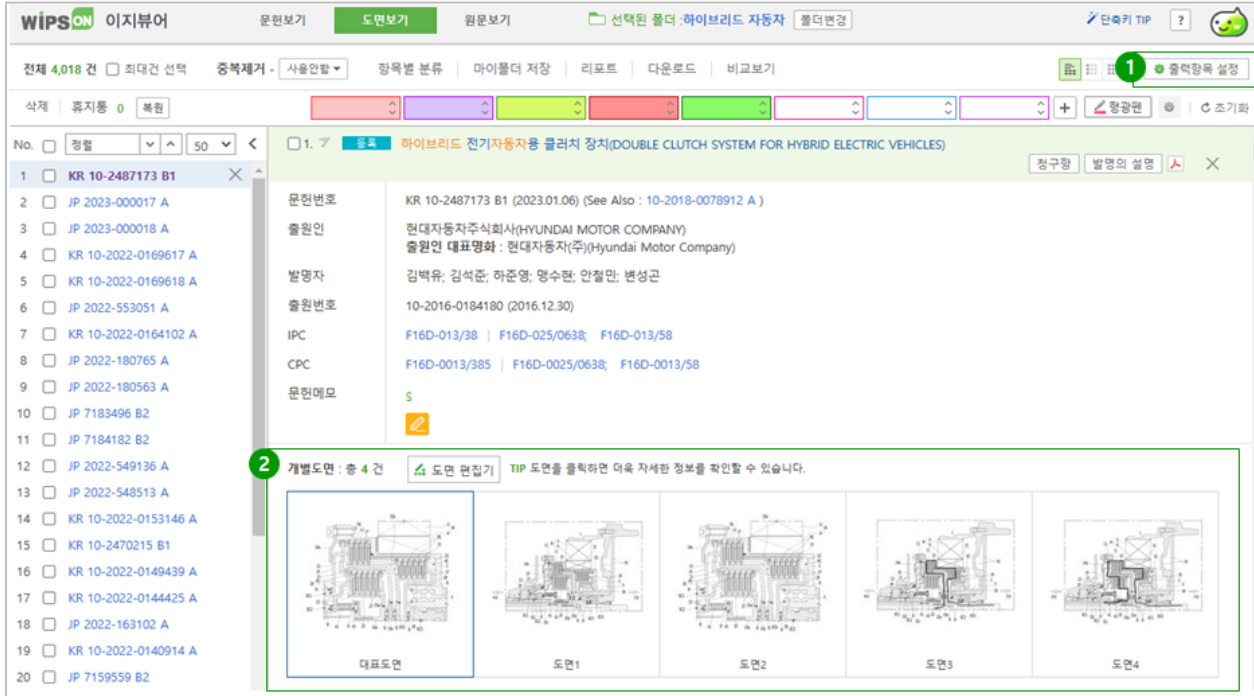 WIPS ON 이지뷰어 문헌보기 도면보기 원문보기 선택된 폴더 :하이브리드 자동차 폴더변경 단축키 TIP ?
전체 4,018 건 최대건 선택 중복제거 - 사용안함 항목별 분류 마이폴더 저장 리포트 다운로드 비교보기 1 출력항목 설정
삭제 휴지통 0 복원 + 형광펜 초기화
No. 정렬 50
1 KR 10-2487173 B1
2 JP 2023-000017 A
3 JP 2023-000018 A
4 KR 10-2022-0169617 A
5 KR 10-2022-0169618 A
6 JP 2022-553051 A
7 KR 10-2022-0164102 A
8 JP 2022-180765 A
9 JP 2022-180563 A
10 JP 7183496 B2
11 JP 7184182 B2
12 JP 2022-549136 A
13 JP 2022-548513 A
14 KR 10-2022-0153146 A
15 KR 10-2470215 B1
16 KR 10-2022-0149439 A
17 KR 10-2022-0144425 A
18 JP 2022-163102 A
19 KR 10-2022-0140914 A
20 JP 7159559 B2
1. 등록 하이브리드 전기자동차용 클러치 장치(DOUBLE CLUTCH SYSTEM FOR HYBRID ELECTRIC VEHICLES)
청구항 발명의 설명
문헌번호 KR 10-2487173 B1 (2023.01.06) (See Also : 10-2018-0078912 A )
출원인 현대자동차주식회사(HYUNDAI MOTOR COMPANY)
출원인 대표명화 : 현대자동차(주)(Hyundai Motor Company)
발명자 김백유; 김석준; 하준영; 맹수현; 안철민; 변성곤
출원번호 10-2016-0184180 (2016.12.30)
IPC F16D-013/38 | F16D-025/0638; F16D-013/58
CPC F16D-0013/385 | F16D-0025/0638; F16D-0013/58
문헌메모 S
2 개별도면 : 총 4 건 도면 편집기 TIP 도면을 클릭하면 더욱 자세한 정보를 확인할 수 있습니다.
대표도면 도면1 도면2 도면3 도면4